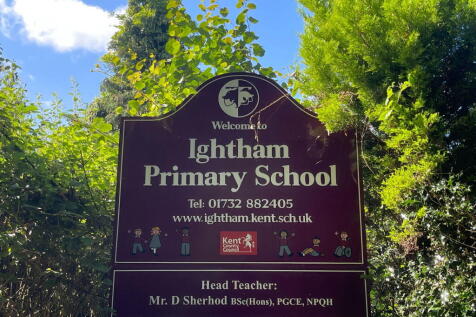 Welcome to
Ightham
Primary School
Tel: 01732 882405
www.ightham.kent.sch.uk
Kent
County
Council
Head Teacher:
Mr. D Sherhod BSc(Hons), PGCE, NPQH